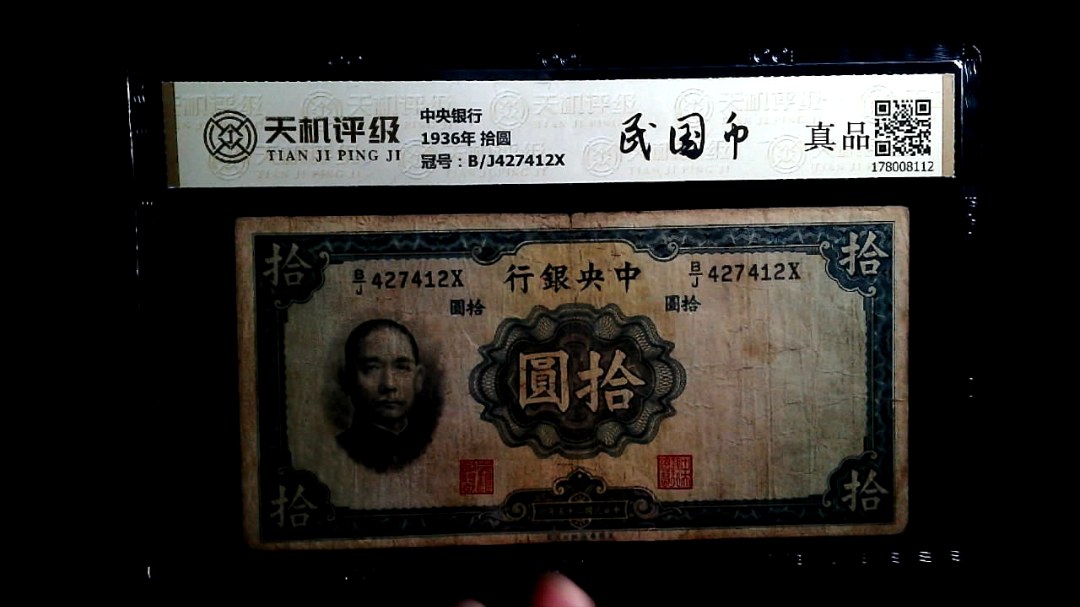 天机评级
TIAN JI PING JI
中央银行
1936年 拾圆
冠号：B/J427412X
民国币
真品
178008112
拾
拾
B/J 427412X
行銀央中
B/J 427412X
圓拾
圓拾
圓拾
拾
拾